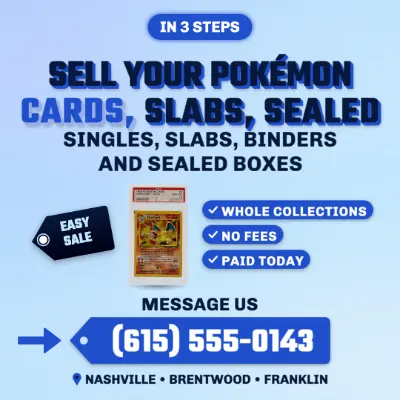 IN 3 STEPS
SELL YOUR POKÉMON
CARDS, SLABS, SEALED
SINGLES, SLABS, BINDERS
AND SEALED BOXES
EASY
SALE
WHOLE COLLECTIONS
NO FEES
PAID TODAY
MESSAGE US
(615) 555-0143
NASHVILLE • BRENTWOOD • FRANKLIN